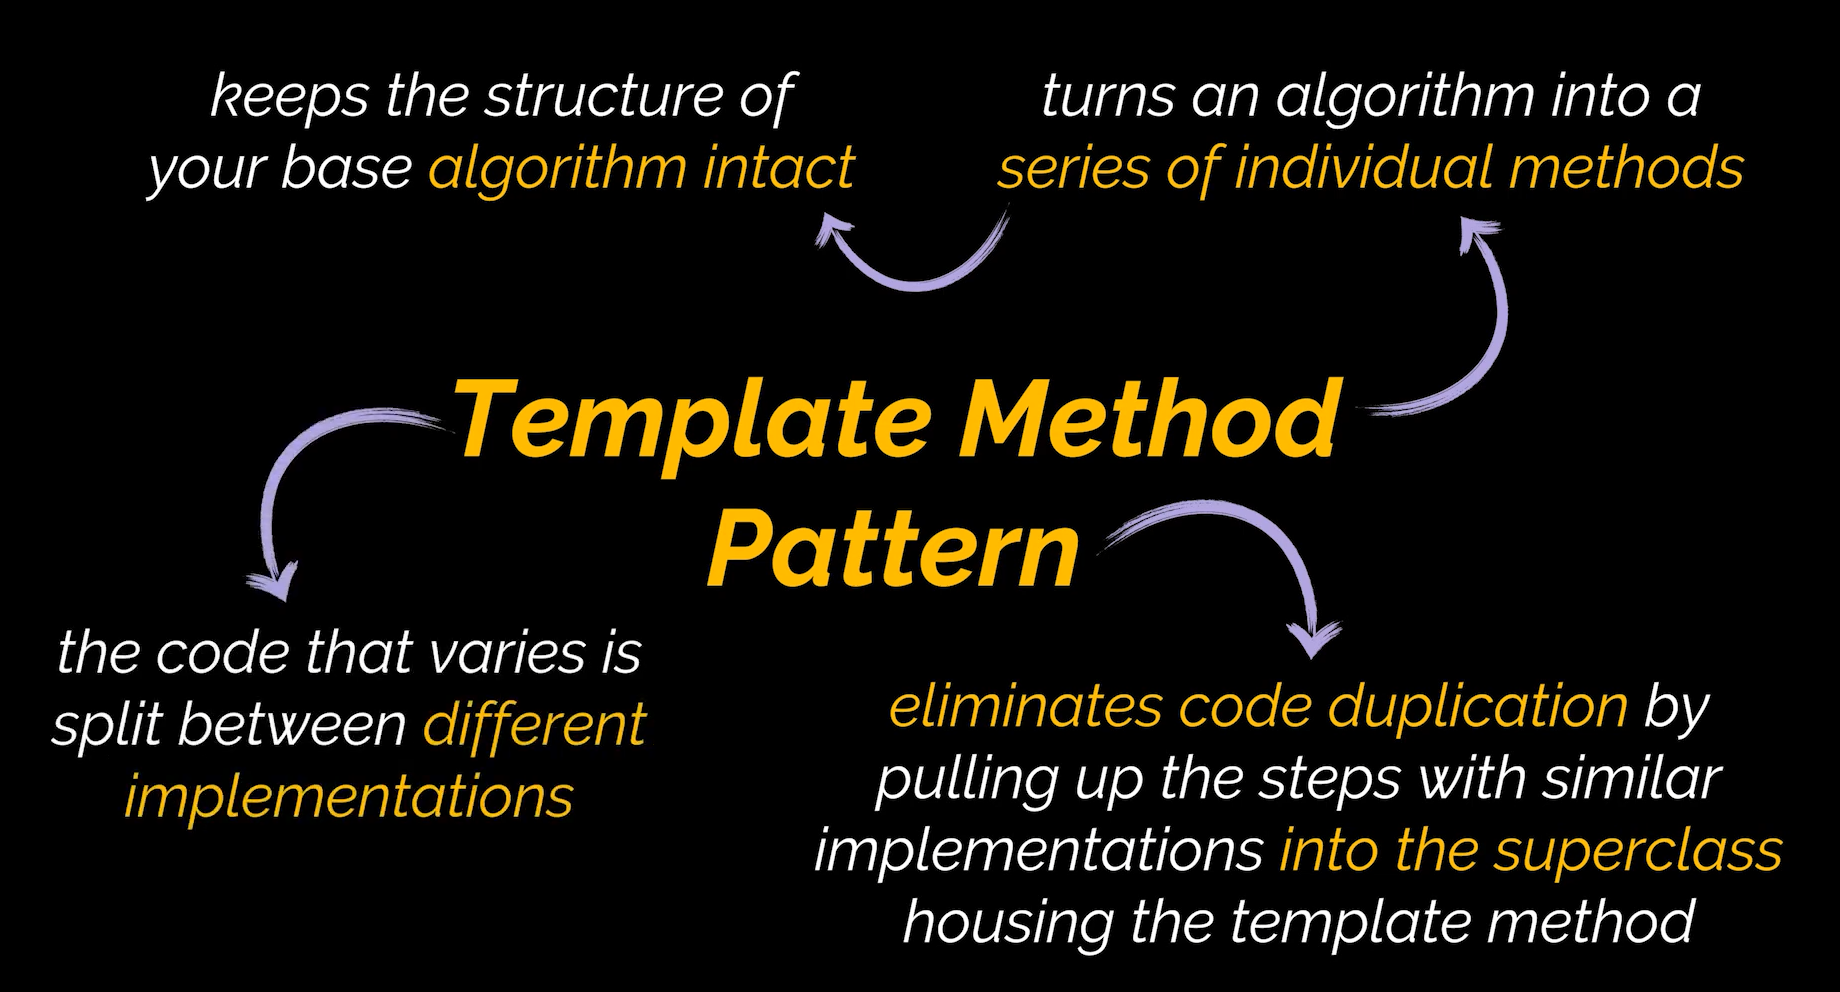 keeps the structure of
your base algorithm intact
turns an algorithm into a
series of individual methods
Template Method
Pattern
the code that varies is
split between different
implementations
eliminates code duplication by
pulling up the steps with similar
implementations into the superclass
housing the template method